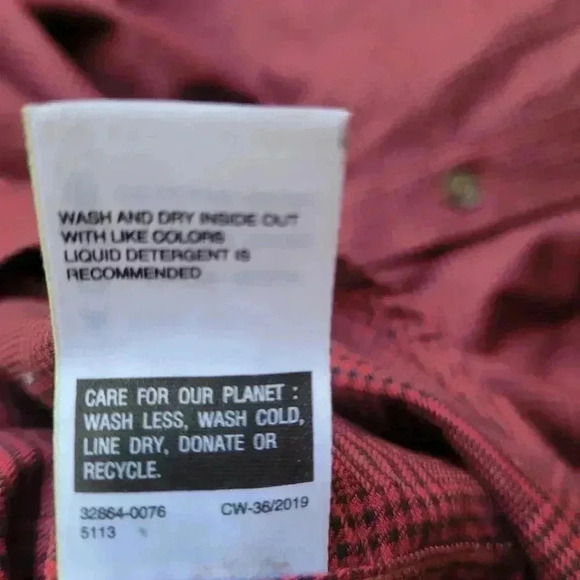 WASH AND DRY INSIDE OUT
WITH LIKE COLORS
LIQUID DETERGENT IS
RECOMMENDED
CARE FOR OUR PLANET :
WASH LESS, WASH COLD,
LINE DRY, DONATE OR
RECYCLE.
32864-0076 CW-36/2019
5113